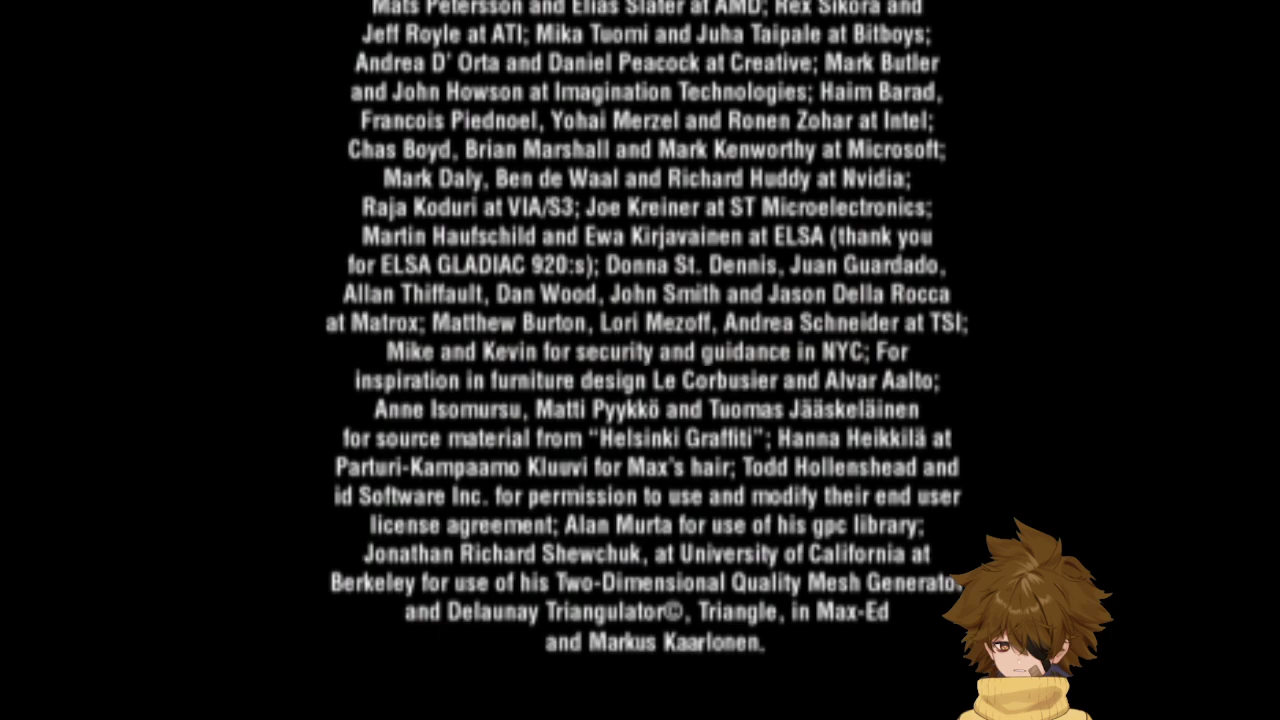 Mats Petersson and Elias Slater at AMD; Rex Sikora and
Jeff Royle at ATI; Mika Tuomi and Juha Taipale at Bitboys;
Andrea D' Orta and Daniel Peacock at Creative; Mark Butler
and John Howson at Imagination Technologies; Haim Barad,
Francois Piednoel, Yohai Merzel and Ronen Zohar at Intel;
Chas Boyd, Brian Marshall and Mark Kenworthy at Microsoft;
Mark Daly, Ben de Waal and Richard Huddy at Nvidia;
Raja Koduri at VIA/S3; Joe Kreiner at ST Microelectronics;
Martin Haufschild and Ewa Kirjavainen at ELSA (thank you
for ELSA GLADIAC 920:s); Donna St. Dennis, Juan Guardado,
Allan Thiffault, Dan Wood, John Smith and Jason Della Rocca
at Matrox; Matthew Burton, Lori Mezoff, Andrea Schneider at TSI;
Mike and Kevin for security and guidance in NYC; For
inspiration in furniture design Le Corbusier and Alvar Aalto;
Anne Isomursu, Matti Pyykkö and Tuomas Jääskeläinen
for source material from “Helsinki Graffiti”; Hanna Heikkilä at
Parturi-Kampaamo Kluuvi for Max's hair; Todd Hollenshead and
id Software Inc. for permission to use and modify their end user
license agreement; Alan Murta for use of his gpc library;
Jonathan Richard Shewchuk, at University of California at
Berkeley for use of his Two-Dimensional Quality Mesh Generator
and Delaunay Triangulator©, Triangle, in Max-Ed
and Markus Kaarlonen.